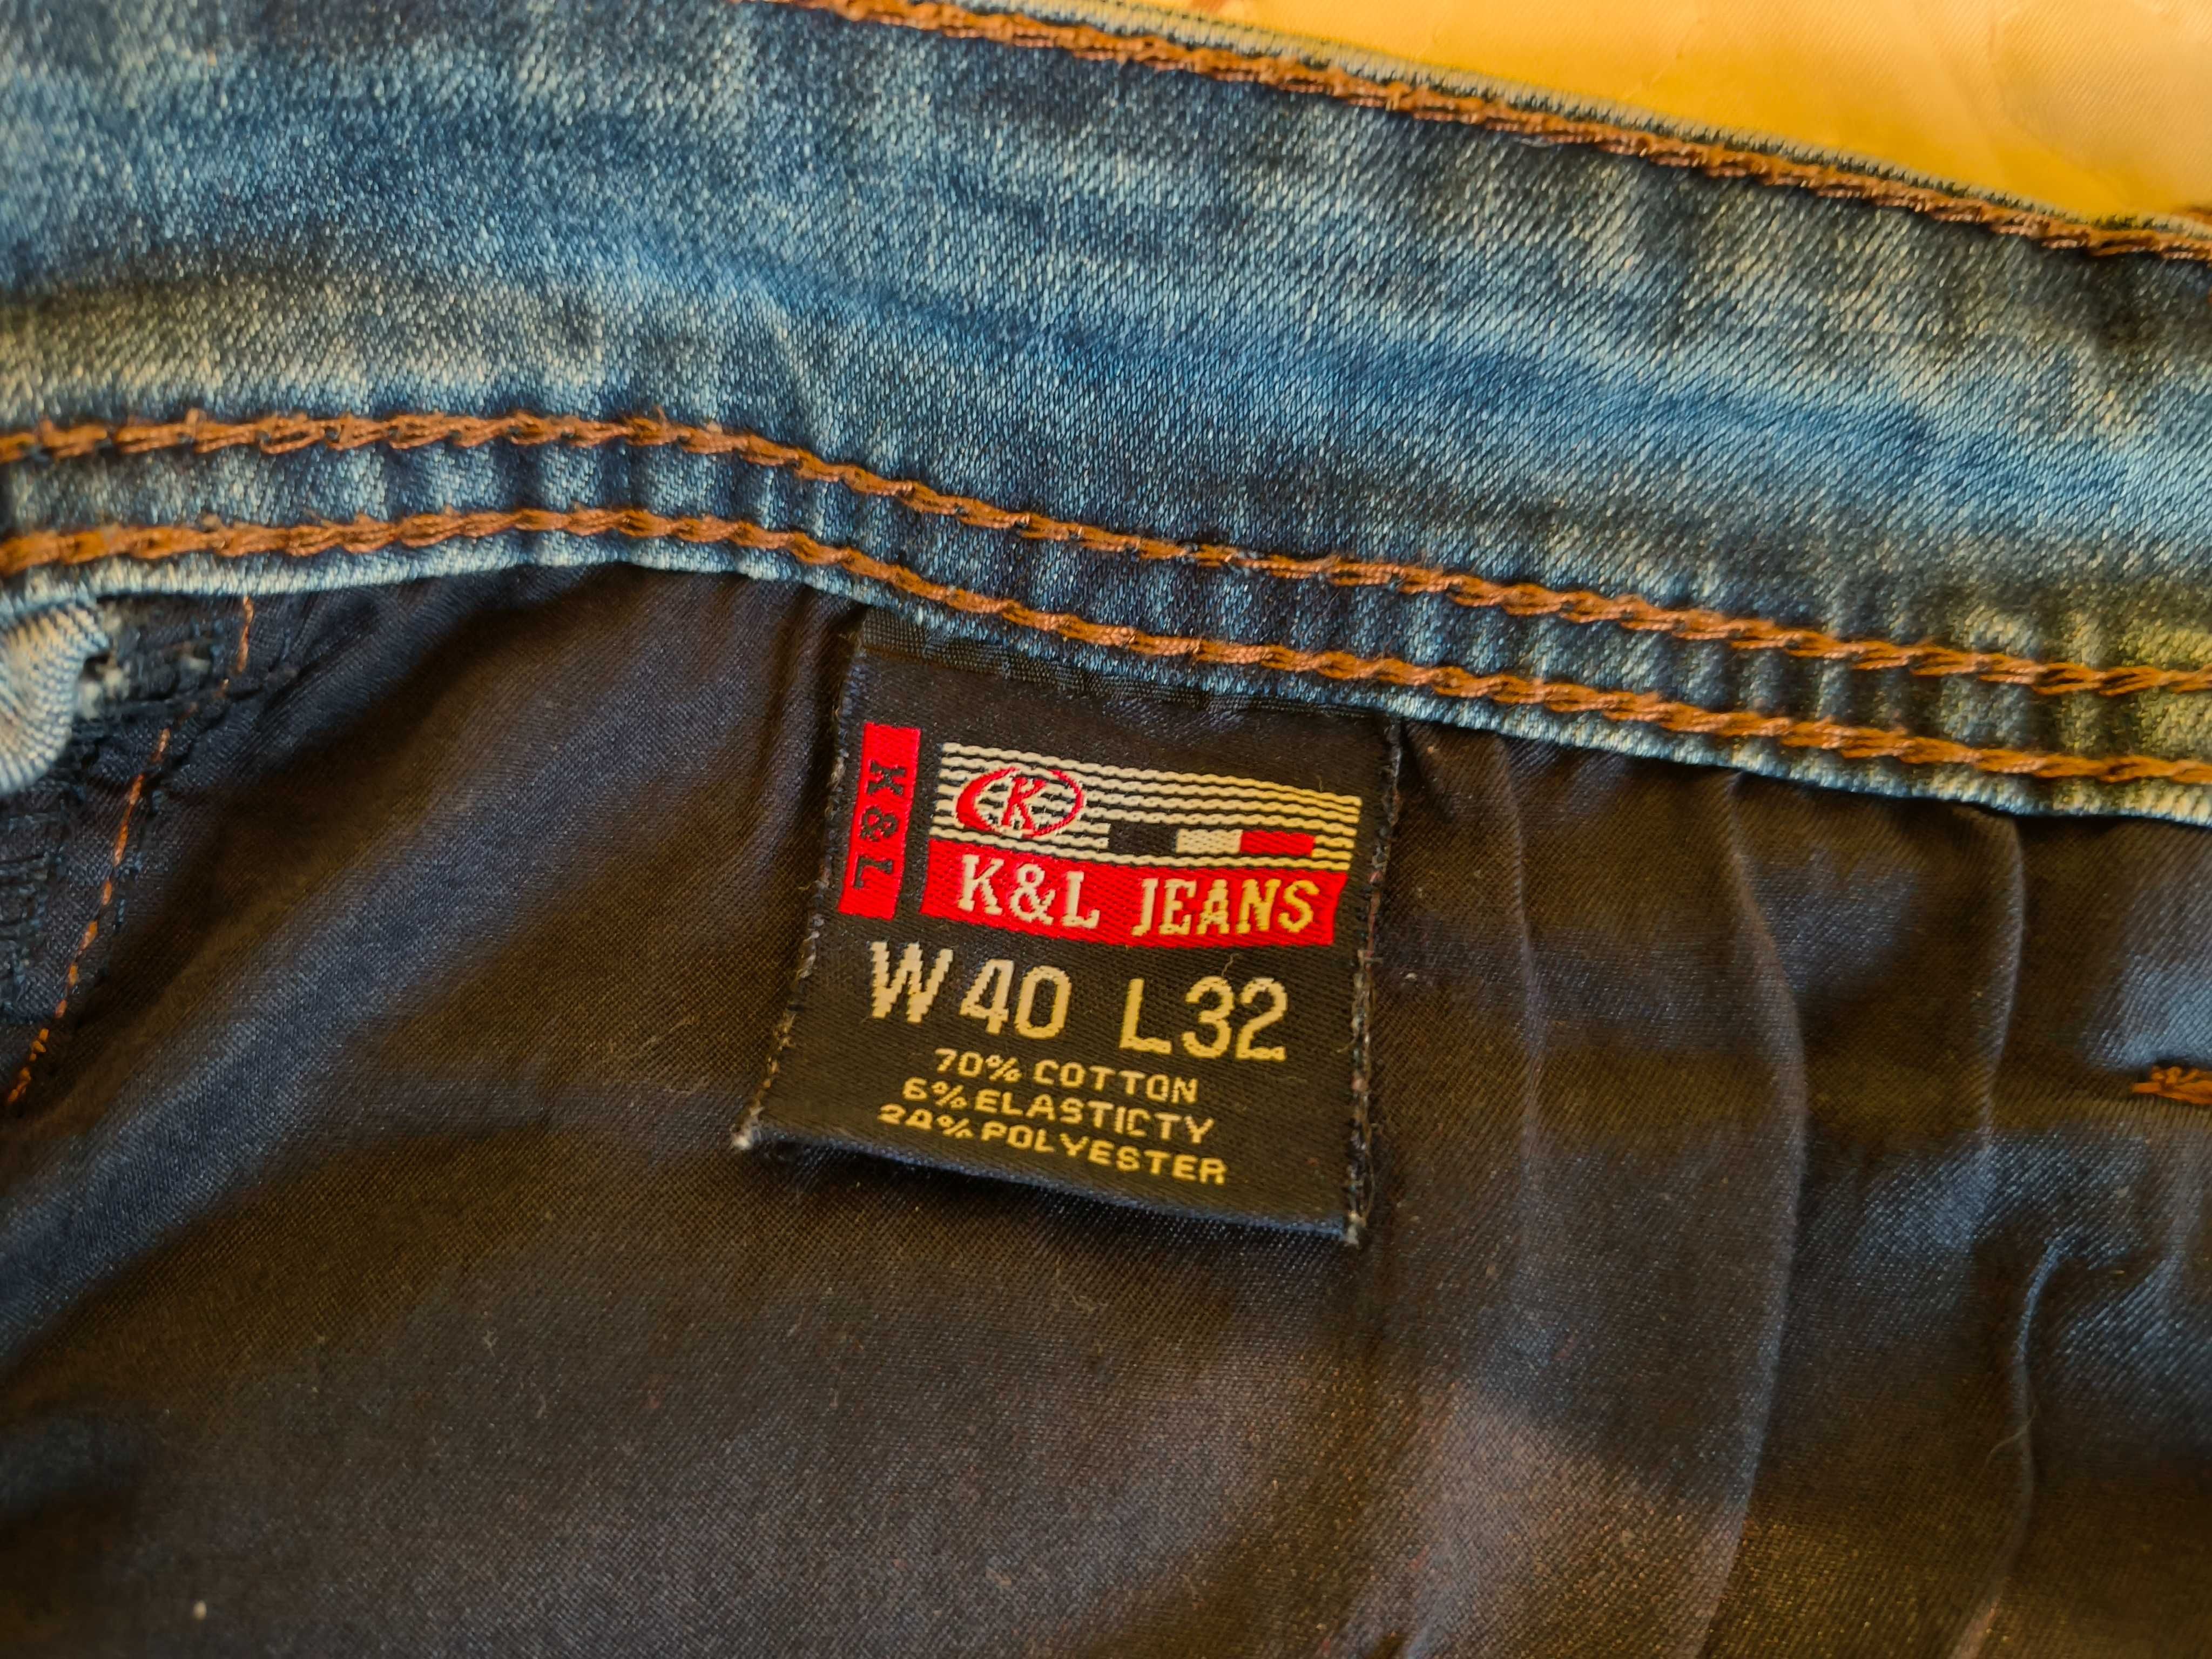 K&L
K
K&L JEANS
W40 L32
70% COTTON
6% ELASTICTY
24% POLYESTER